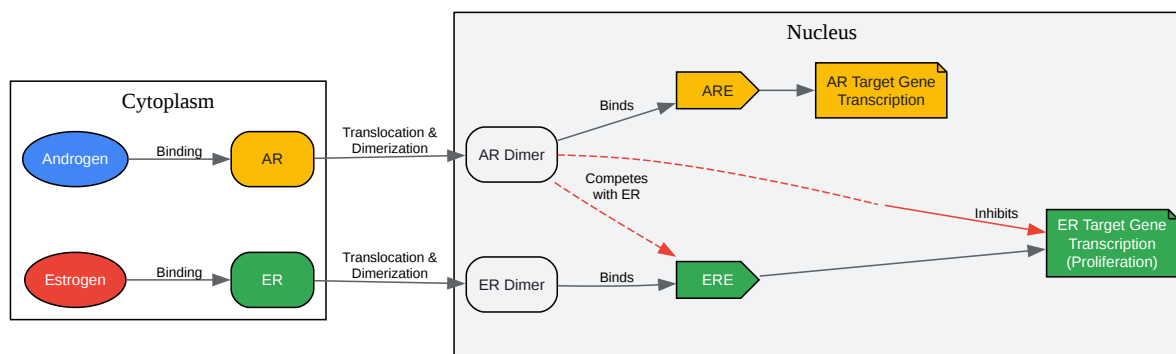 Nucleus
Cytoplasm
Androgen
Binding
AR
Translocation &
Dimerization
AR Dimer
Binds
ARE
AR Target Gene
Transcription
Competes
with ER
Inhibits
Estrogen
Binding
ER
Translocation &
Dimerization
ER Dimer
Binds
ERE
ER Target Gene
Transcription
(Proliferation)